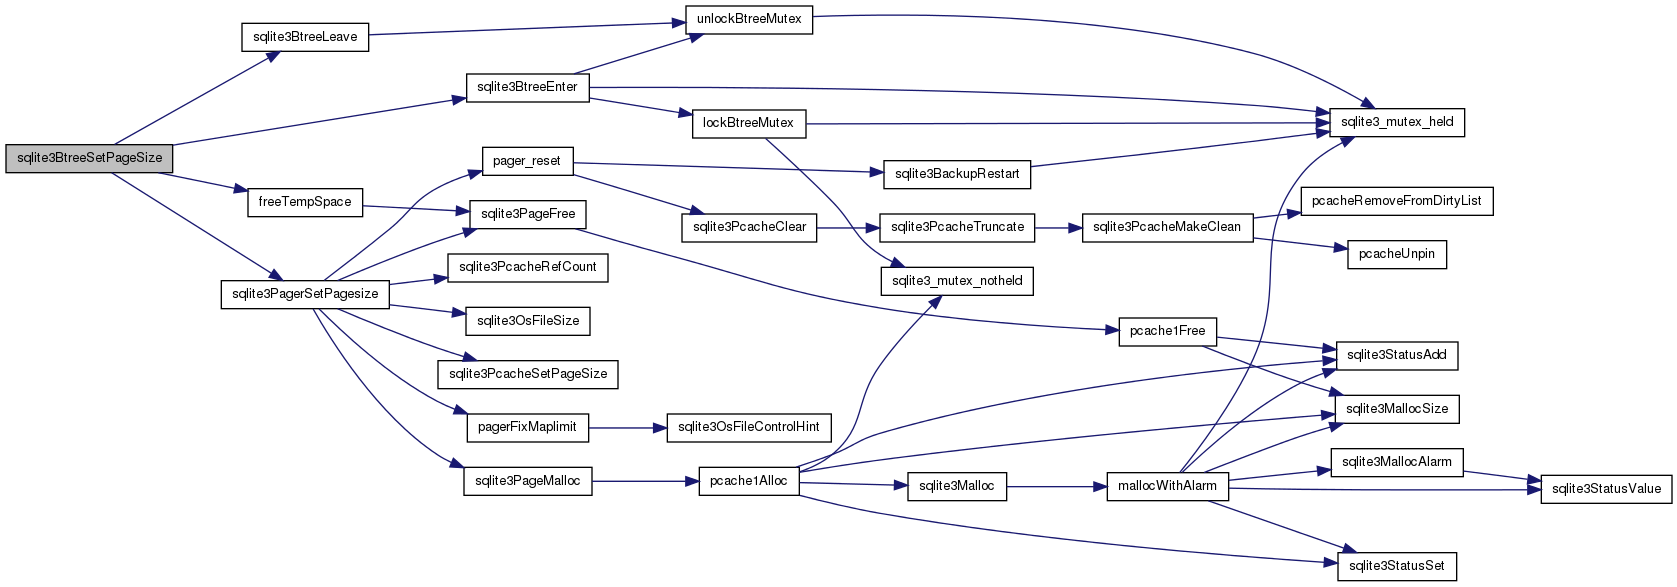 sqlite3BtreeSetPageSize
sqlite3BtreeLeave
freeTempSpace
sqlite3PagerSetPagesize
unlockBtreeMutex
sqlite3BtreeEnter
lockBtreeMutex
pager_reset
sqlite3PageFree
sqlite3PcacheRefCount
sqlite3OsFileSize
sqlite3PcacheSetPageSize
pagerFixMaplimit
sqlite3PageMalloc
sqlite3PcacheClear
sqlite3OsFileControlHint
pcache1Alloc
sqlite3BackupRestart
sqlite3PcacheTruncate
sqlite3_mutex_notheld
sqlite3Malloc
sqlite3PcacheMakeClean
pcache1Free
mallocWithAlarm
sqlite3_mutex_held
pcacheRemoveFromDirtyList
pcacheUnpin
sqlite3StatusAdd
sqlite3MallocSize
sqlite3MallocAlarm
sqlite3StatusSet
sqlite3StatusValue